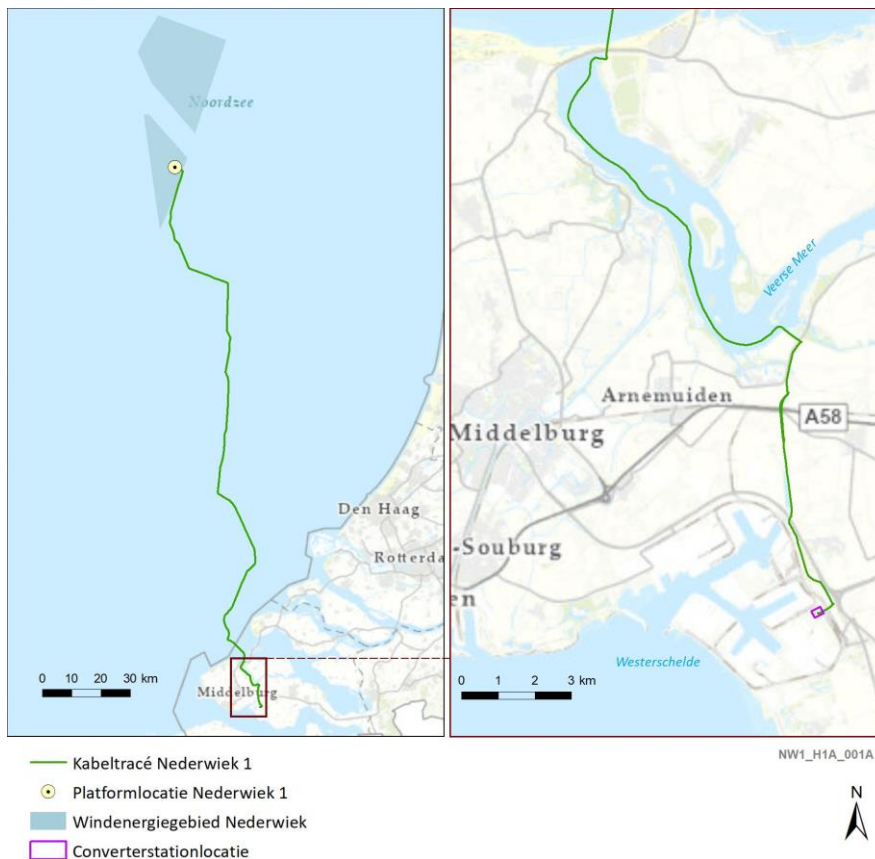 Noordzee
Den Haag
Rotterda
Middelburg
0 10 20 30 km
Veerse Meer
Arnemuiden
A58
Middelburg
-Souburg
en
Westerschelde
0 1 2 3 km
NW1_H1A_001A
Kabeltracé Nederwiek 1
Platformlocatie Nederwiek 1
Windenergiegebied Nederwiek
Converterstationlocatie
N